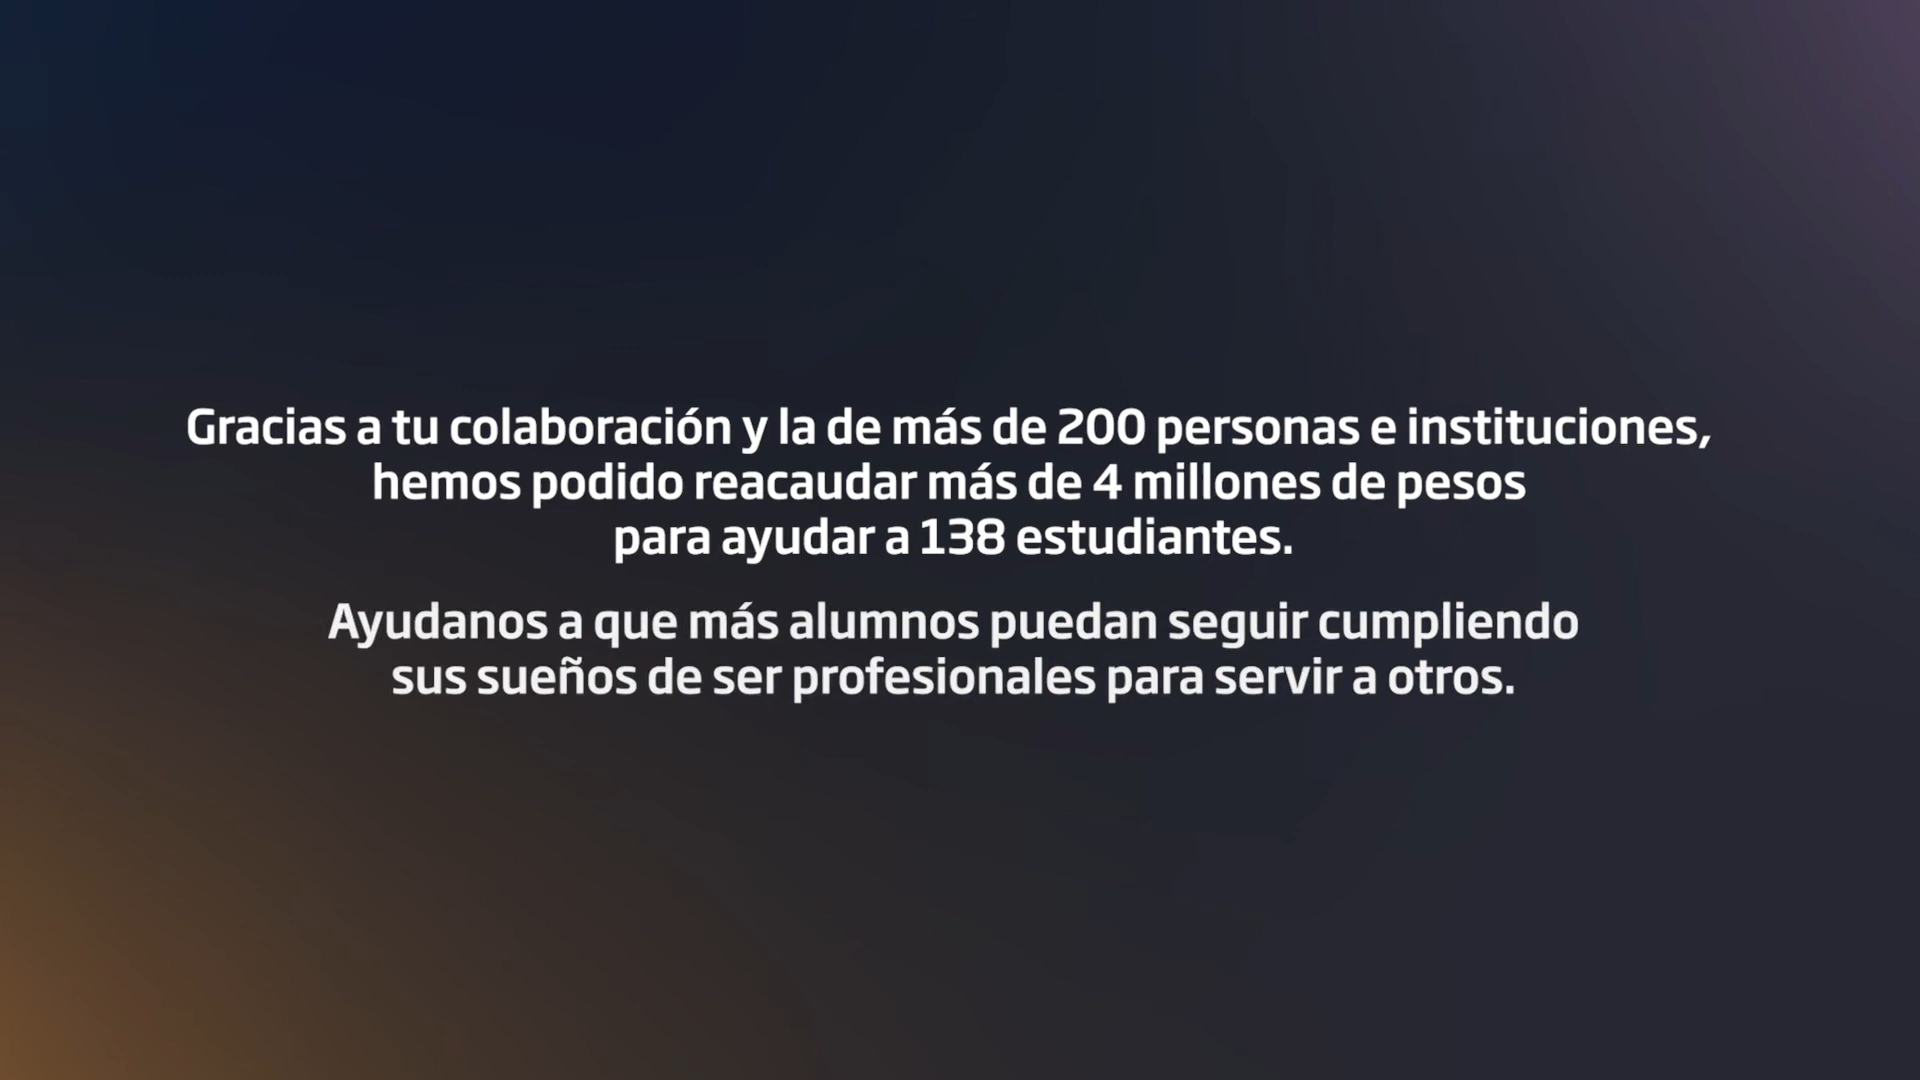 Gracias a tu colaboración y la de más de 200 personas e instituciones,
hemos podido reacaudar más de 4 millones de pesos
para ayudar a 138 estudiantes.
Ayudanos a que más alumnos puedan seguir cumpliendo
sus sueños de ser profesionales para servir a otros.